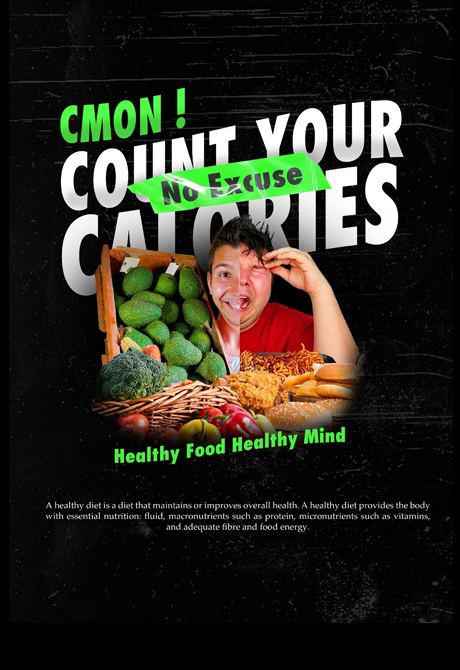 CMON !
COUNT YOUR
No Excuse
CALORIES
Healthy Food Healthy Mind
A healthy diet is a diet that maintains or improves overall health. A healthy diet provides the body
with essential nutrition: fluid, macronutrients such as protein, micronutrients such as vitamins,
and adequate fibre and food energy.